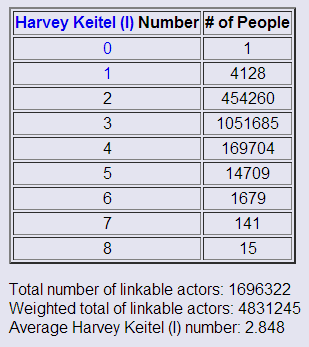 Harvey Keitel (I) Number # of People
0 1
1 4128
2 454260
3 1051685
4 169704
5 14709
6 1679
7 141
8 15
Total number of linkable actors: 1696322
Weighted total of linkable actors: 4831245
Average Harvey Keitel (I) number: 2.848